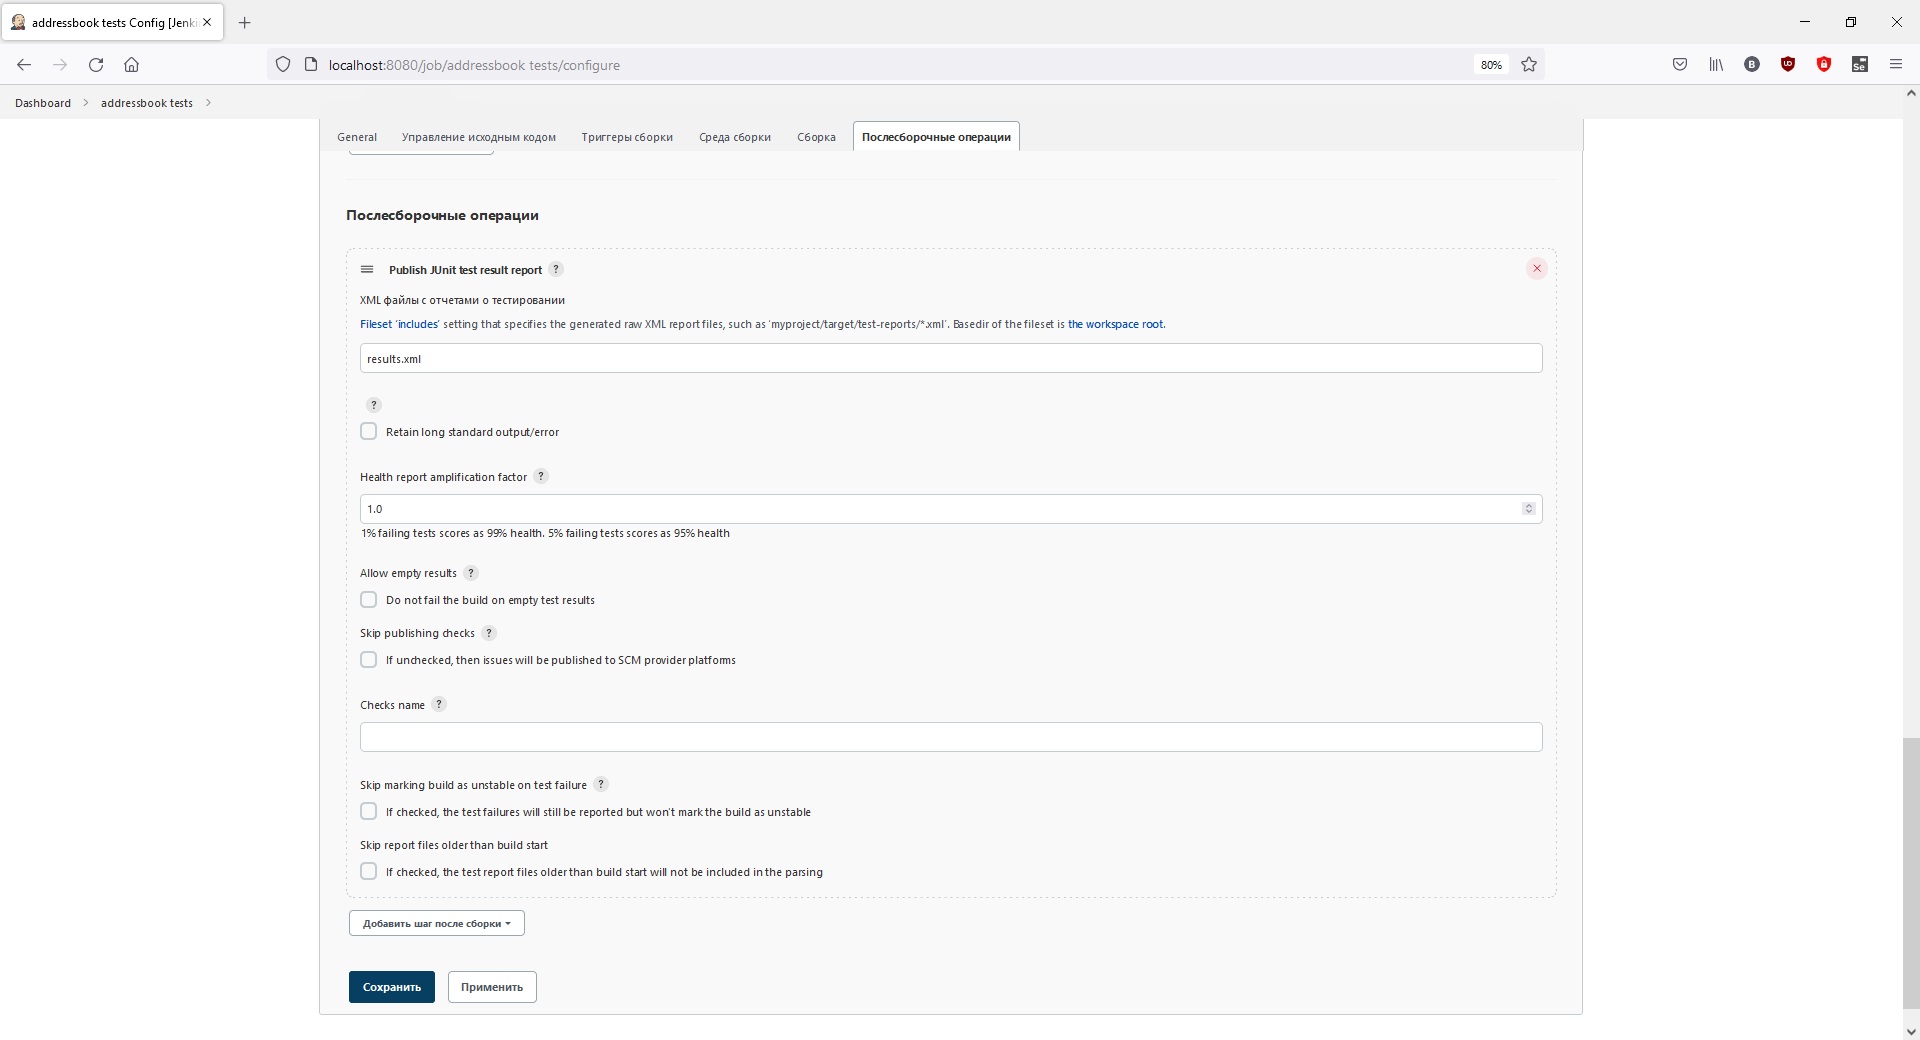 addressbook tests Config [Jenki
localhost:8080/job/addressbook tests/configure
80%
Dashboard
addressbook tests
General
Управление исходным кодом
Триггеры сборки
Среда сборки
Сборка
Послесборочные операции
Послесборочные операции
Publish JUnit test result report ?
XML файлы с отчетами о тестировании
Fileset 'includes' setting that specifies the generated raw XML report files, such as 'myproject/target/test-reports/*.xml'. Basedir of the fileset is the workspace root.
results.xml
?
Retain long standard output/error
Health report amplification factor ?
1.0
1% failing tests scores as 99% health. 5% failing tests scores as 95% health
Allow empty results ?
Do not fail the build on empty test results
Skip publishing checks ?
If unchecked, then issues will be published to SCM provider platforms
Checks name ?
Skip marking build as unstable on test failure ?
If checked, the test failures will still be reported but won't mark the build as unstable
Skip report files older than build start
If checked, the test report files older than build start will not be included in the parsing
Добавить шаг после сборки
Сохранить
Применить